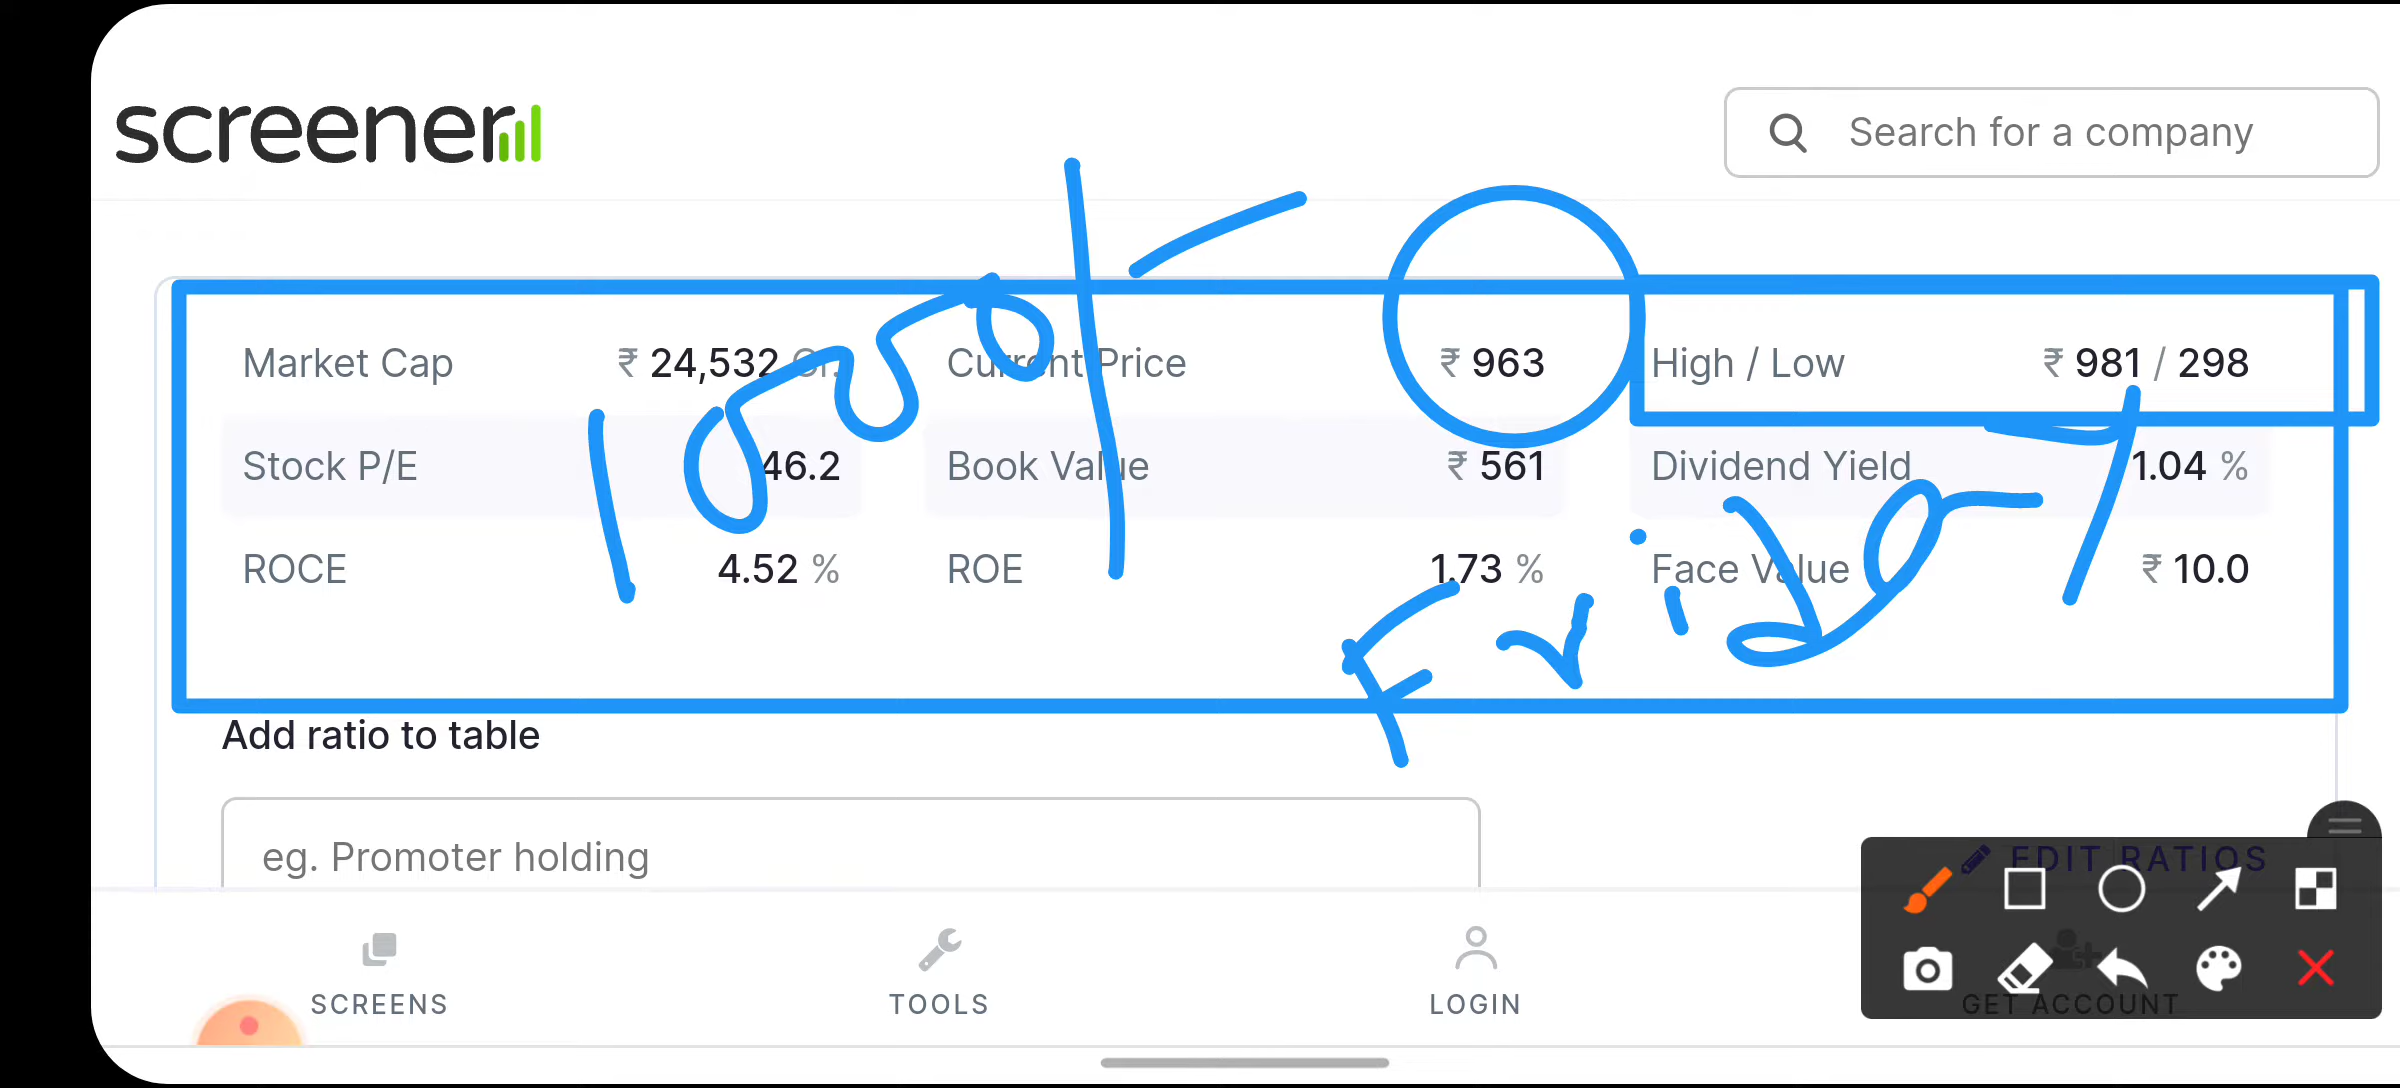 screener
Search for a company
Market Cap ₹ 24,532 Cr. Current Price ₹ 963 High / Low ₹ 981 / 298
Stock P/E 46.2 Book Value ₹ 561 Dividend Yield 1.04 %
ROCE 4.52 % ROE 1.73 % Face Value ₹ 10.0
1000/-
Friday
Add ratio to table
eg. Promoter holding
EDIT RATIOS
SCREENS TOOLS LOGIN GET ACCOUNT